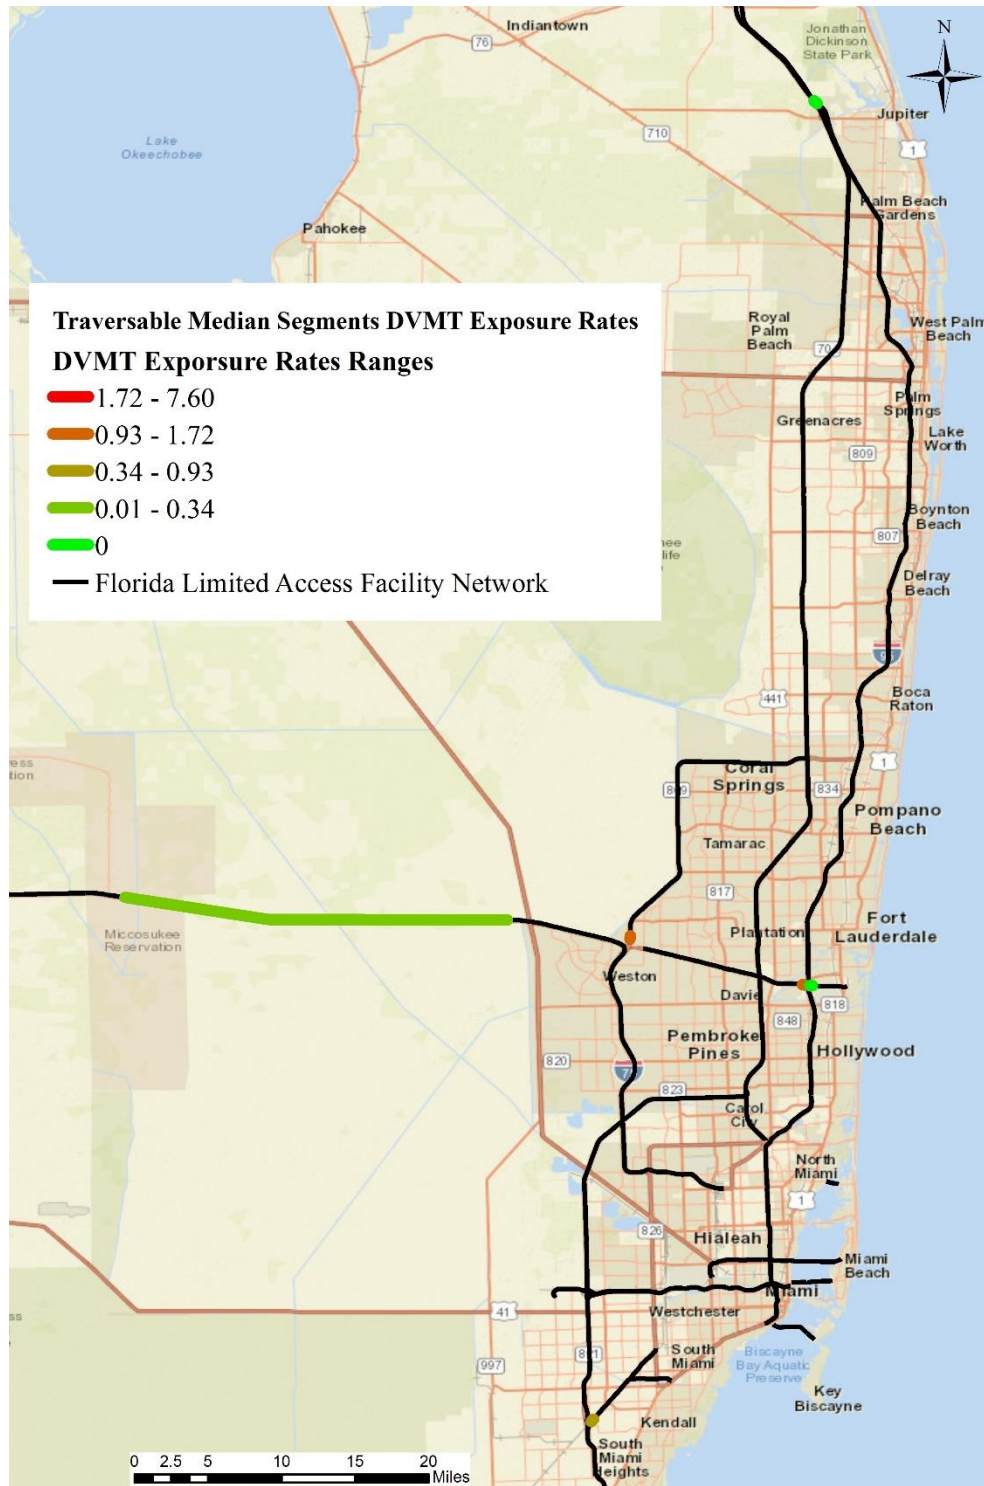 Indiantown
76
Jonathan
Dickinson
State Park
N
Jupiter
710
1
Lake
Okeechobee
Palm Beach
Gardens
Pahokee
Traversable Median Segments DVMT Exposure Rates
DVMT Exporsure Rates Ranges
1.72 - 7.60
0.93 - 1.72
0.34 - 0.93
0.01 - 0.34
0
Florida Limited Access Facility Network
Royal
Palm
Beach
70
West Palm
Beach
Palm
Springs
Greenacres
Lake
Worth
809
Boynton
Beach
807
Delray
Beach
441
Boca
Raton
1
Coral
Springs
834
Pompano
Beach
Tamarac
817
Fort
Lauderdale
Plantation
Miccosukee
Reservation
Weston
Davie
818
848
Pembroke
Pines
Hollywood
820
823
Carol
City
North
Miami
1
826
Hialeah
Miami
Beach
Miami
41
Westchester
821
South
Miami
997
Biscayne
Bay Aquatic
Preserve
Key
Biscayne
Kendall
South
Miami
Heights
0 2.5 5 10 15 20
Miles